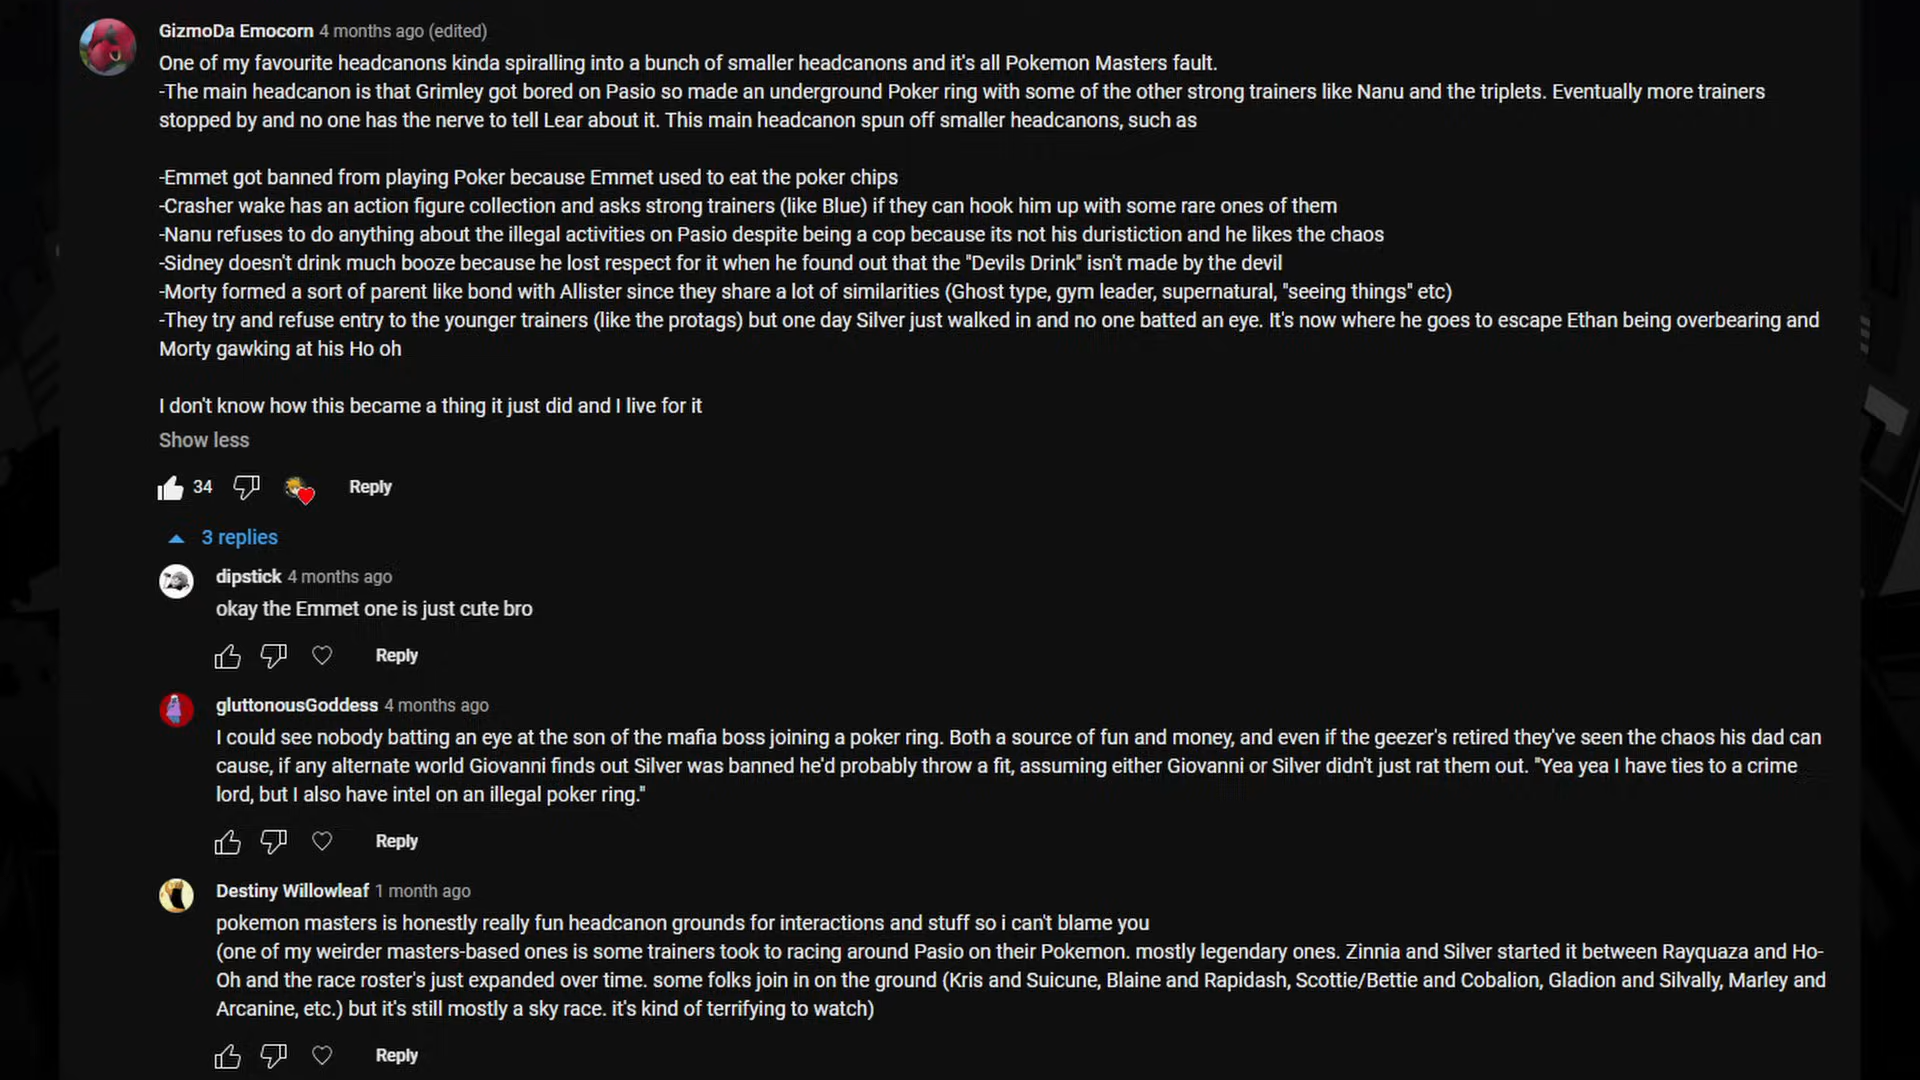 GizmoDa Emocorn 4 months ago (edited)
One of my favourite headcanons kinda spiralling into a bunch of smaller headcanons and it's all Pokemon Masters fault.
-The main headcanon is that Grimley got bored on Pasio so made an underground Poker ring with some of the other strong trainers like Nanu and the triplets. Eventually more trainers
stopped by and no one has the nerve to tell Lear about it. This main headcanon spun off smaller headcanons, such as
-Emmet got banned from playing Poker because Emmet used to eat the poker chips
-Crasher wake has an action figure collection and asks strong trainers (like Blue) if they can hook him up with some rare ones of them
-Nanu refuses to do anything about the illegal activities on Pasio despite being a cop because its not his duristiction and he likes the chaos
-Sidney doesn't drink much booze because he lost respect for it when he found out that the "Devils Drink" isn't made by the devil
-Morty formed a sort of parent like bond with Allister since they share a lot of similarities (Ghost type, gym leader, supernatural, "seeing things" etc)
-They try and refuse entry to the younger trainers (like the protags) but one day Silver just walked in and no one batted an eye. It's now where he goes to escape Ethan being overbearing and
Morty gawking at his Ho oh
I don't know how this became a thing it just did and I live for it
Show less
34 Reply
3 replies
dipstick 4 months ago
okay the Emmet one is just cute bro
Reply
gluttonousGoddess 4 months ago
I could see nobody batting an eye at the son of the mafia boss joining a poker ring. Both a source of fun and money, and even if the geezer's retired they've seen the chaos his dad can
cause, if any alternate world Giovanni finds out Silver was banned he'd probably throw a fit, assuming either Giovanni or Silver didn't just rat them out. "Yea yea I have ties to a crime
lord, but I also have intel on an illegal poker ring."
Reply
Destiny Willowleaf 1 month ago
pokemon masters is honestly really fun headcanon grounds for interactions and stuff so i can't blame you
(one of my weirder masters-based ones is some trainers took to racing around Pasio on their Pokemon. mostly legendary ones. Zinnia and Silver started it between Rayquaza and Ho-
Oh and the race roster's just expanded over time. some folks join in on the ground (Kris and Suicune, Blaine and Rapidash, Scottie/Bettie and Cobalion, Gladion and Silvally, Marley and
Arcanine, etc.) but it's still mostly a sky race. it's kind of terrifying to watch)
Reply